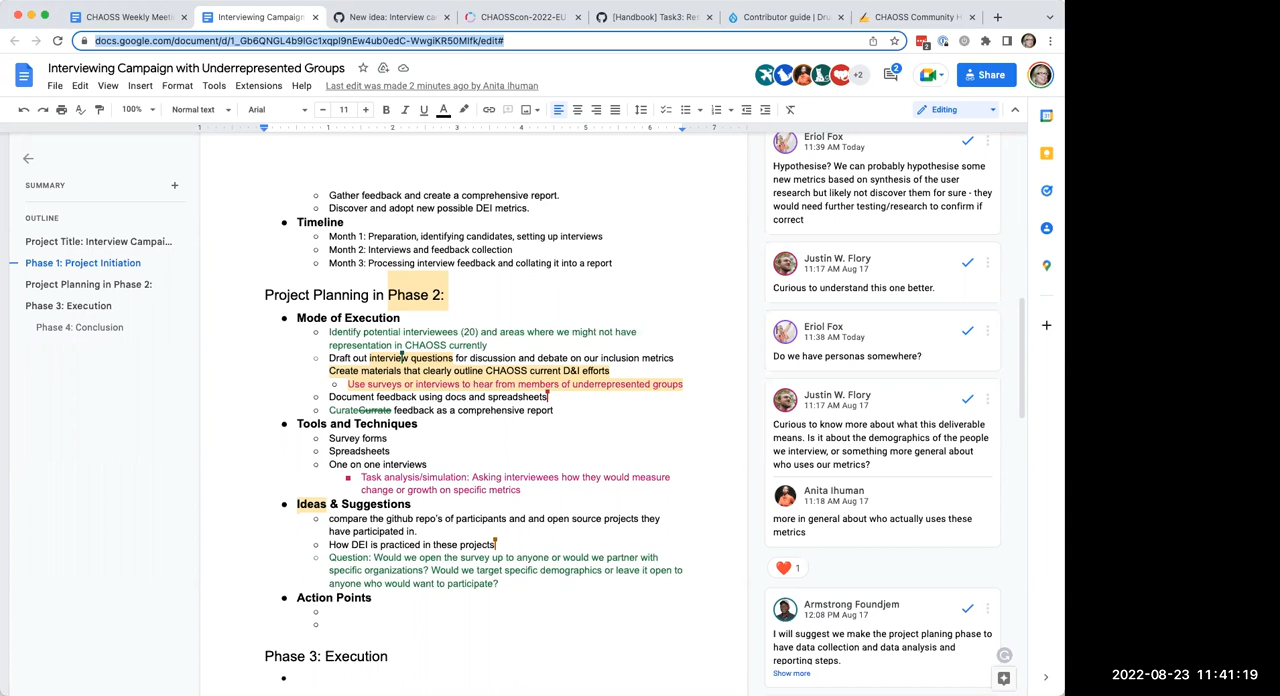 CHAOSS Weekly Meeti
Interviewing Campaign
New idea: Interview ca
CHAOSScon-2022-EU
[Handbook] Task3: Re
Contributor guide | Dru
CHAOSS Community H
docs.google.com/document/d/1_Gb6QNGL4b9lGc1xqpl9nEw4ub0edC-WwgiKR50MIfk/edit#
2
Interviewing Campaign with Underrepresented Groups
File Edit View Insert Format Tools Extensions Help
Last edit was made 2 minutes ago by Anita Ihuman
+2
2
Share
100%
Normal text
Arial
11
Editing
1 1 2 3 4 5 6 7
SUMMARY
OUTLINE
Project Title: Interview Campai...
Phase 1: Project Initiation
Project Planning in Phase 2:
Phase 3: Execution
Phase 4: Conclusion
Gather feedback and create a comprehensive report.
Discover and adopt new possible DEI metrics.
Timeline
Month 1: Preparation, identifying candidates, setting up interviews
Month 2: Interviews and feedback collection
Month 3: Processing interview feedback and collating it into a report
Project Planning in Phase 2:
Mode of Execution
Identify potential interviewees (20) and areas where we might not have
representation in CHAOSS currently
Draft out interview questions for discussion and debate on our inclusion metrics
Create materials that clearly outline CHAOSS current D&I efforts
Use surveys or interviews to hear from members of underrepresented groups
Document feedback using docs and spreadsheets
CurateCurrate feedback as a comprehensive report
Tools and Techniques
Survey forms
Spreadsheets
One on one interviews
Task analysis/simulation: Asking interviewees how they would measure
change or growth on specific metrics
Ideas & Suggestions
compare the github repo's of participants and and open source projects they
have participated in.
How DEI is practiced in these projects
Question: Would we open the survey up to anyone or would we partner with
specific organizations? Would we target specific demographics or leave it open to
anyone who would want to participate?
Action Points
Phase 3: Execution
Eriol Fox
11:39 AM Today
Hypothesise? We can probably hypothesise some
new metrics based on synthesis of the user
research but likely not discover them for sure - they
would need further testing/research to confirm if
correct
Justin W. Flory
11:17 AM Aug 17
Curious to understand this one better.
Eriol Fox
11:38 AM Today
Do we have personas somewhere?
Justin W. Flory
11:17 AM Aug 17
Curious to know more about what this deliverable
means. Is it about the demographics of the people
we interview, or something more general about
who uses our metrics?
Anita Ihuman
11:18 AM Aug 17
more in general about who actually uses these
metrics
1
Armstrong Foundjem
12:08 PM Aug 17
I will suggest we make the project planing phase to
have data collection and data analysis and
reporting steps.
Show more
2022-08-23 11:41:19